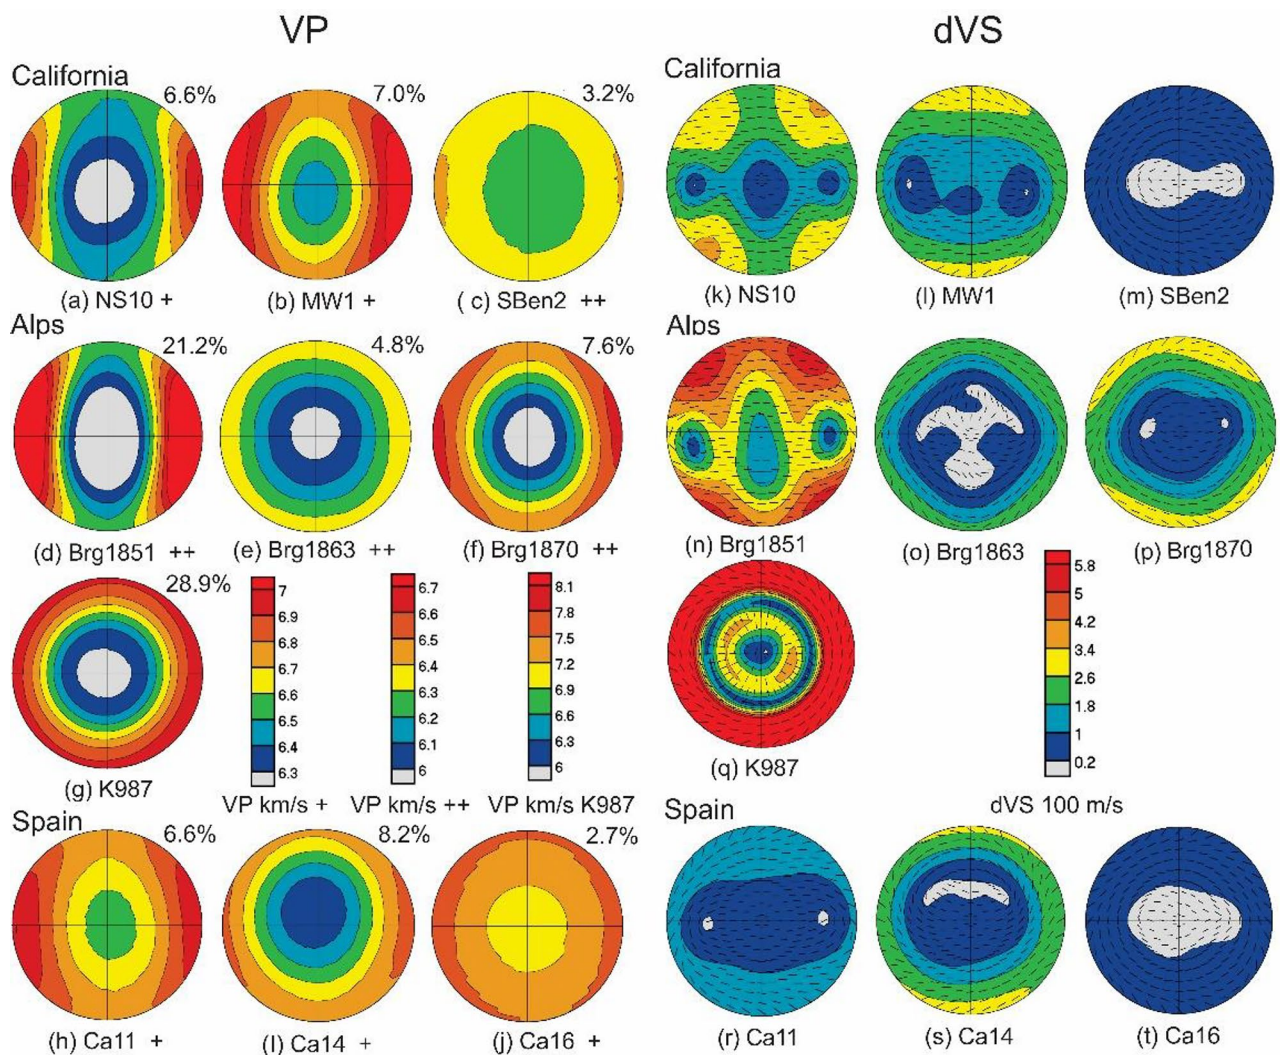 VP
dVS
California
California
6.6%
7.0%
3.2%
(a) NS10 +
(b) MW1 +
( c) SBen2 ++
(k) NS10
(l) MW1
(m) SBen2
Alps
Alps
21.2%
4.8%
7.6%
(d) Brg1851 ++
(e) Brg1863 ++
(f) Brg1870 ++
(n) Brg1851
(o) Brg1863
(p) Brg1870
28.9%
7
6.9
6.8
6.7
6.6
6.5
6.4
6.3
6.7
6.6
6.5
6.4
6.3
6.2
6.1
6
8.1
7.8
7.5
7.2
6.9
6.6
6.3
6
5.8
5
4.2
3.4
2.6
1.8
1
0.2
(g) K987
(q) K987
VP km/s +
VP km/s ++
VP km/s K987
dVS 100 m/s
Spain
Spain
6.6%
8.2%
2.7%
(h) Ca11 +
(I) Ca14 +
(j) Ca16 +
(r) Ca11
(s) Ca14
(t) Ca16